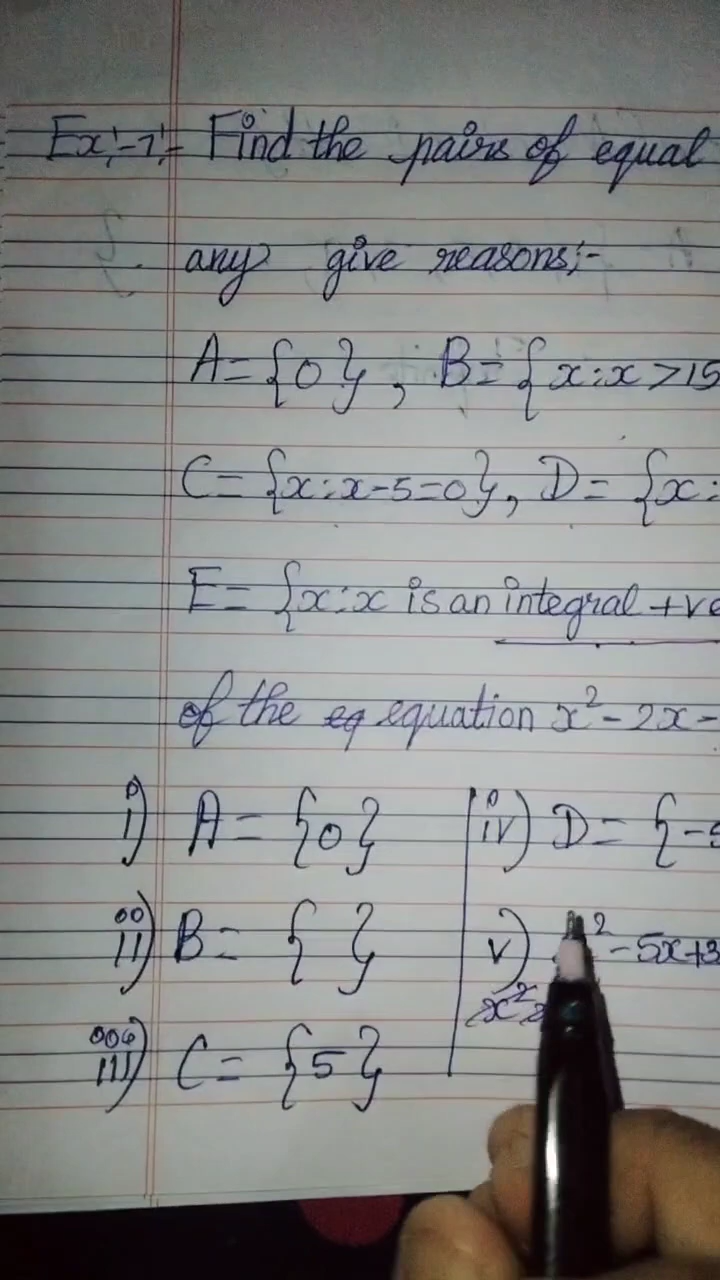 Ex:-1:- Find the pairs of equal
any give reasons:-
A = {0}, B = {x:x > 15
C = {x:x-5=0}, D = {x:
E = {x:x is an integral +ve
of the equation x² - 2x -
i) A = {0}
ii) B = { }
iii) C = {5}
iv) D = {-5
v) ² - 5x + 3